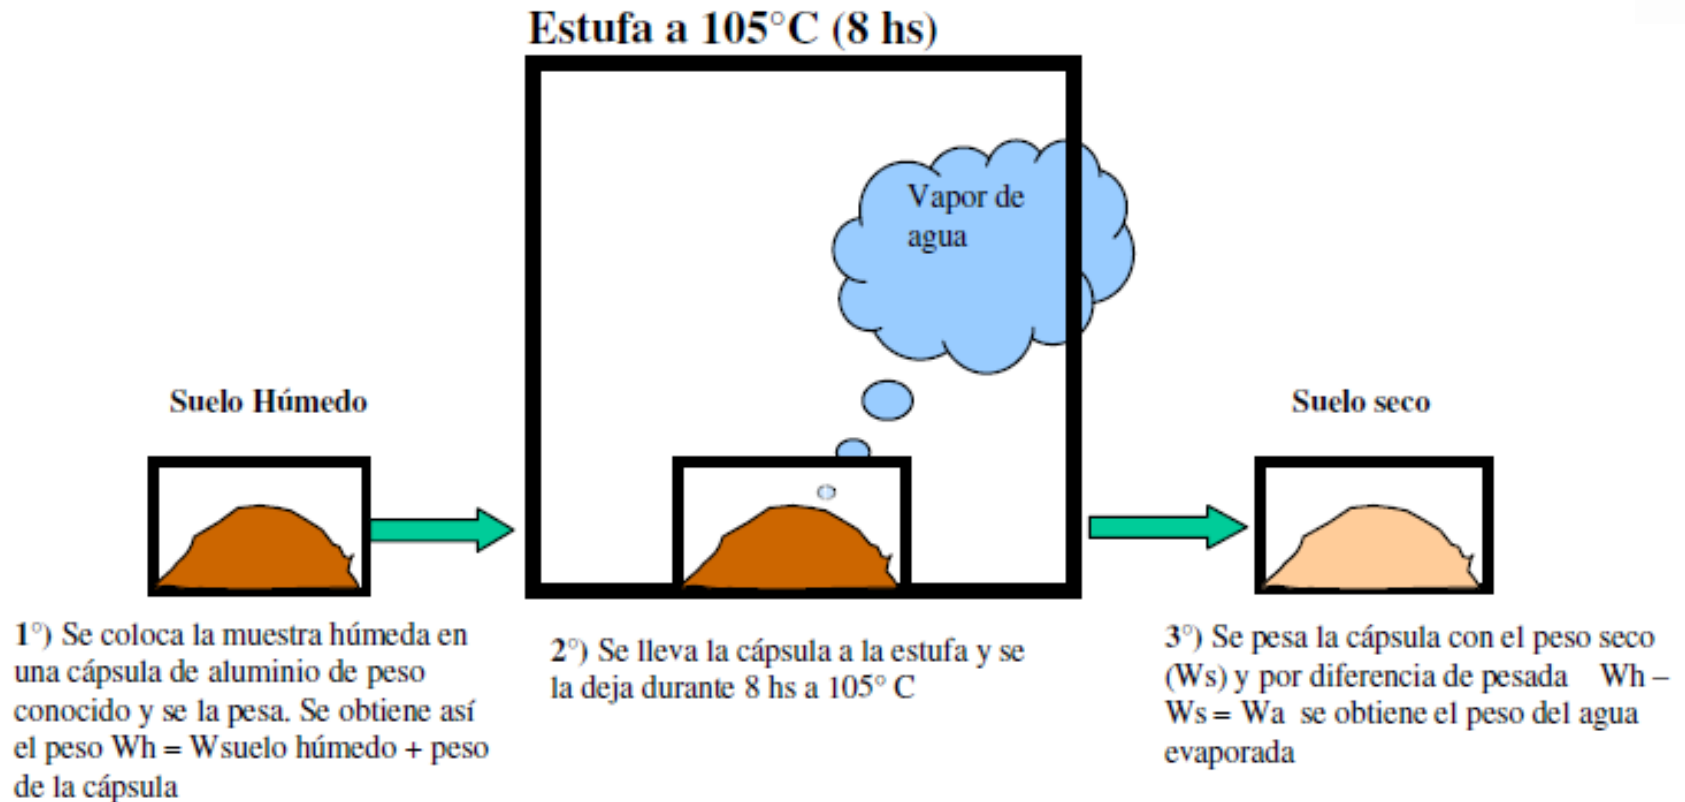 Estufa a 105°C (8 hs)
Vapor de
agua
Suelo Húmedo
Suelo seco
1°) Se coloca la muestra húmeda en
una cápsula de aluminio de peso
conocido y se la pesa. Se obtiene así
el peso Wh = Wsuelo húmedo + peso
de la cápsula
2°) Se lleva la cápsula a la estufa y se
la deja durante 8 hs a 105° C
3°) Se pesa la cápsula con el peso seco
(Ws) y por diferencia de pesada Wh –
Ws = Wa se obtiene el peso del agua
evaporada